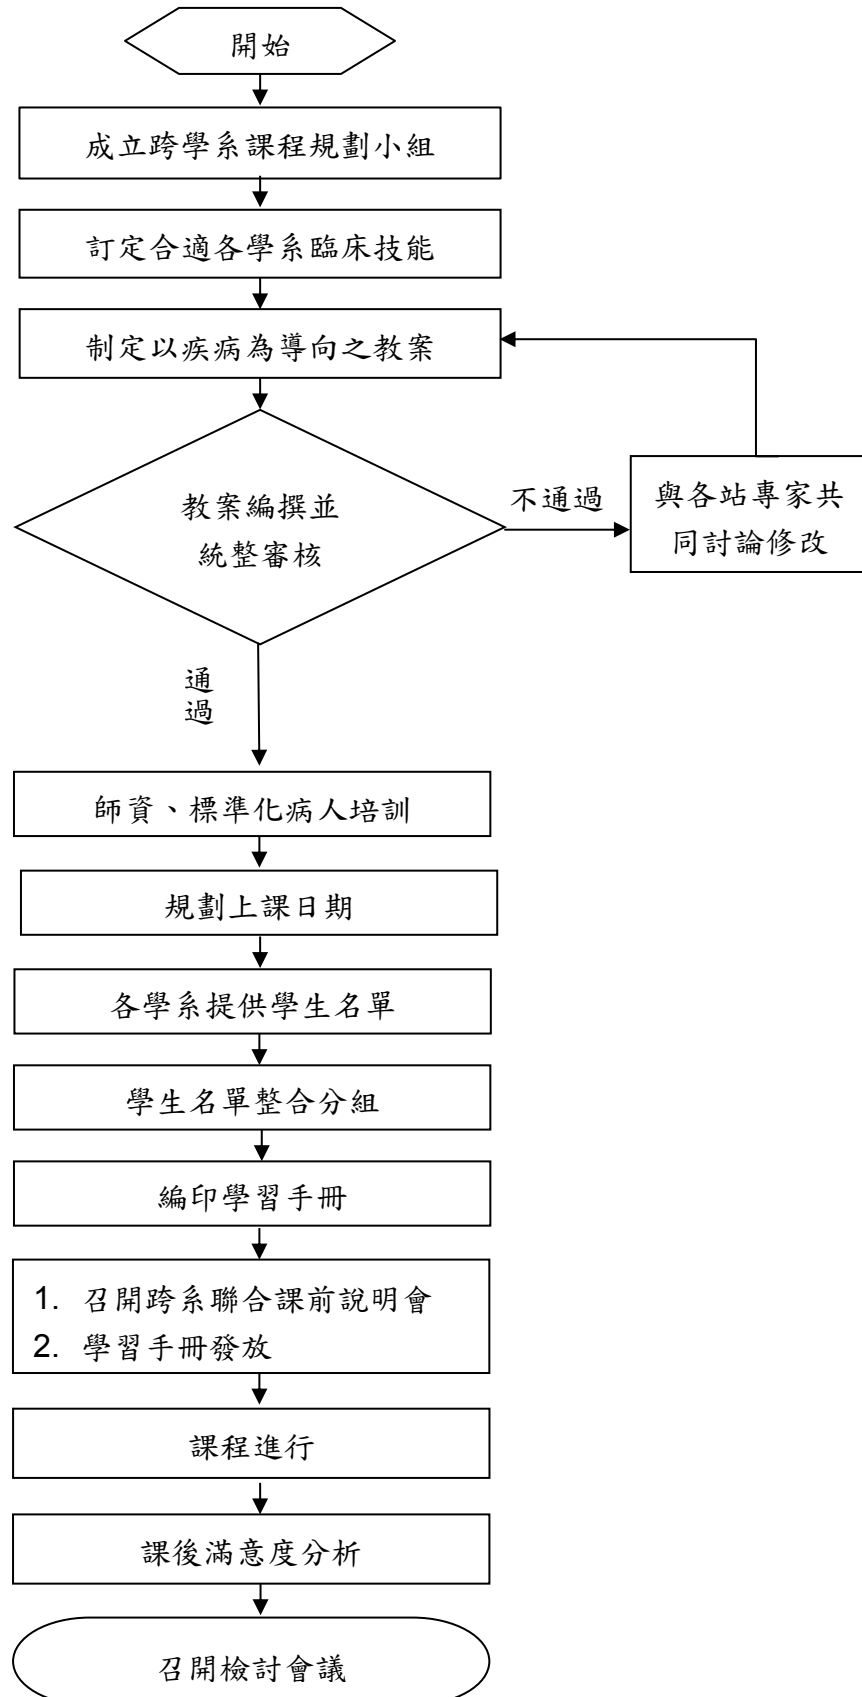 開始
成立跨學系課程規劃小組
訂定合適各學系臨床技能
制定以疾病為導向之教案
教案編撰並
統整審核
不通過
與各站專家共
同討論修改
通
過
師資、標準化病人培訓
規劃上課日期
各學系提供學生名單
學生名單整合分組
編印學習手冊
1. 召開跨系聯合課前說明會
2. 學習手冊發放
課程進行
課後滿意度分析
召開檢討會議